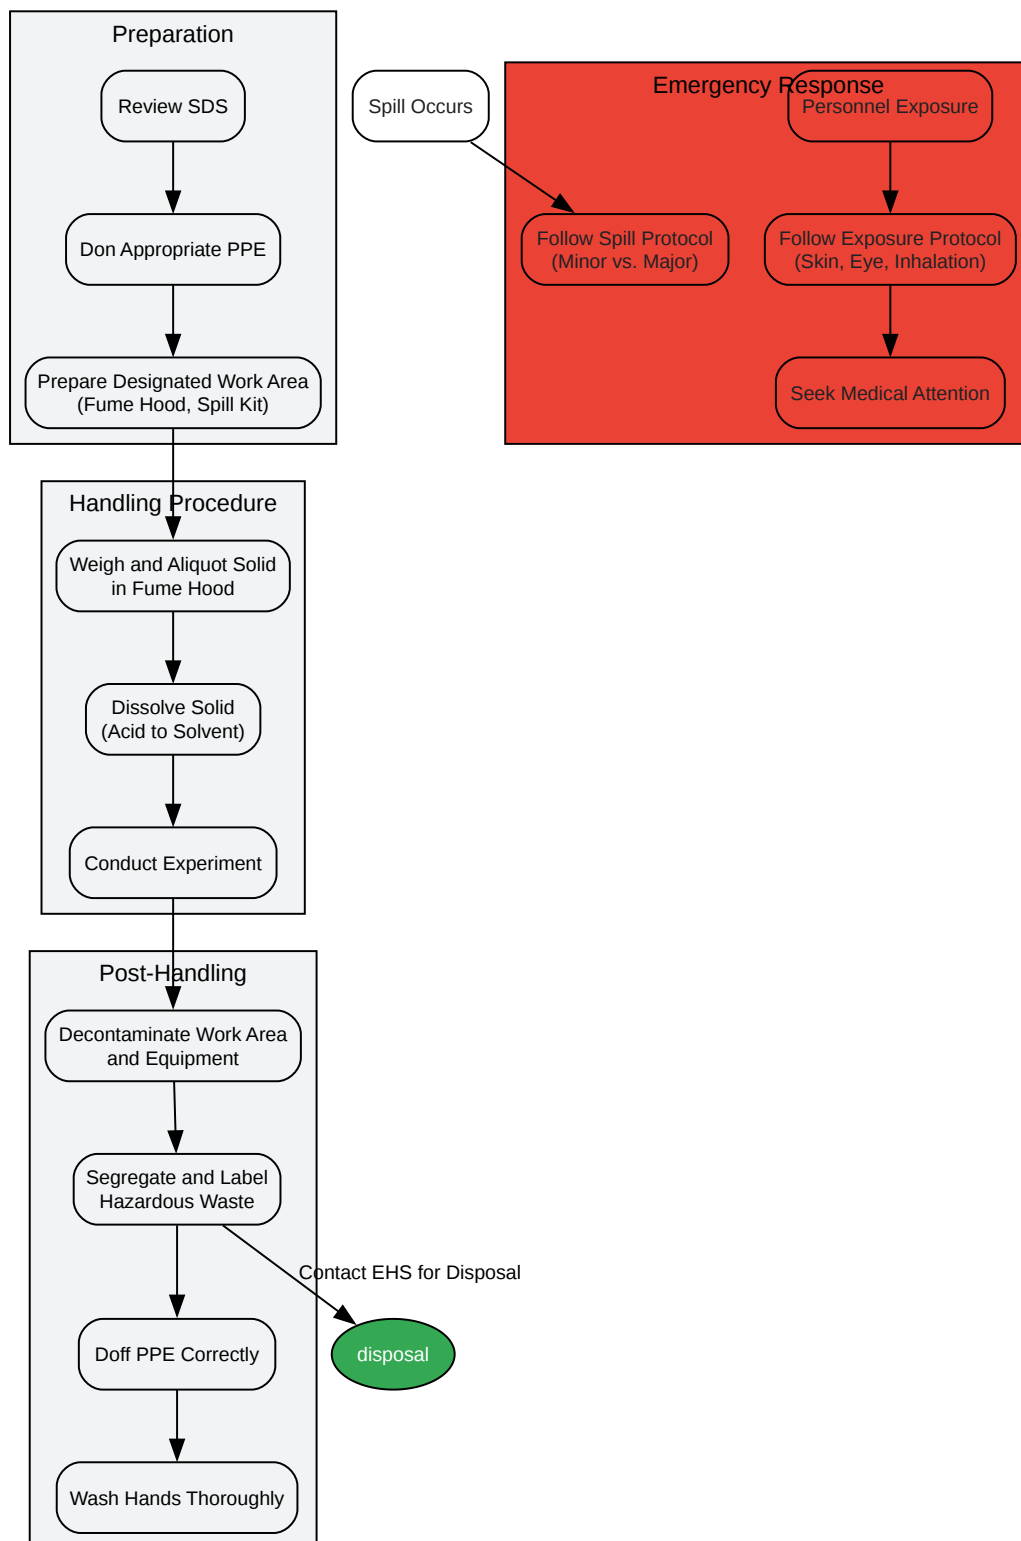 Preparation
Review SDS
Don Appropriate PPE
Prepare Designated Work Area
(Fume Hood, Spill Kit)
Spill Occurs
Emergency Response
Personnel Exposure
Follow Spill Protocol
(Minor vs. Major)
Follow Exposure Protocol
(Skin, Eye, Inhalation)
Seek Medical Attention
Handling Procedure
Weigh and Aliquot Solid
in Fume Hood
Dissolve Solid
(Acid to Solvent)
Conduct Experiment
Post-Handling
Decontaminate Work Area
and Equipment
Segregate and Label
Hazardous Waste
Contact EHS for Disposal
Doff PPE Correctly
disposal
Wash Hands Thoroughly